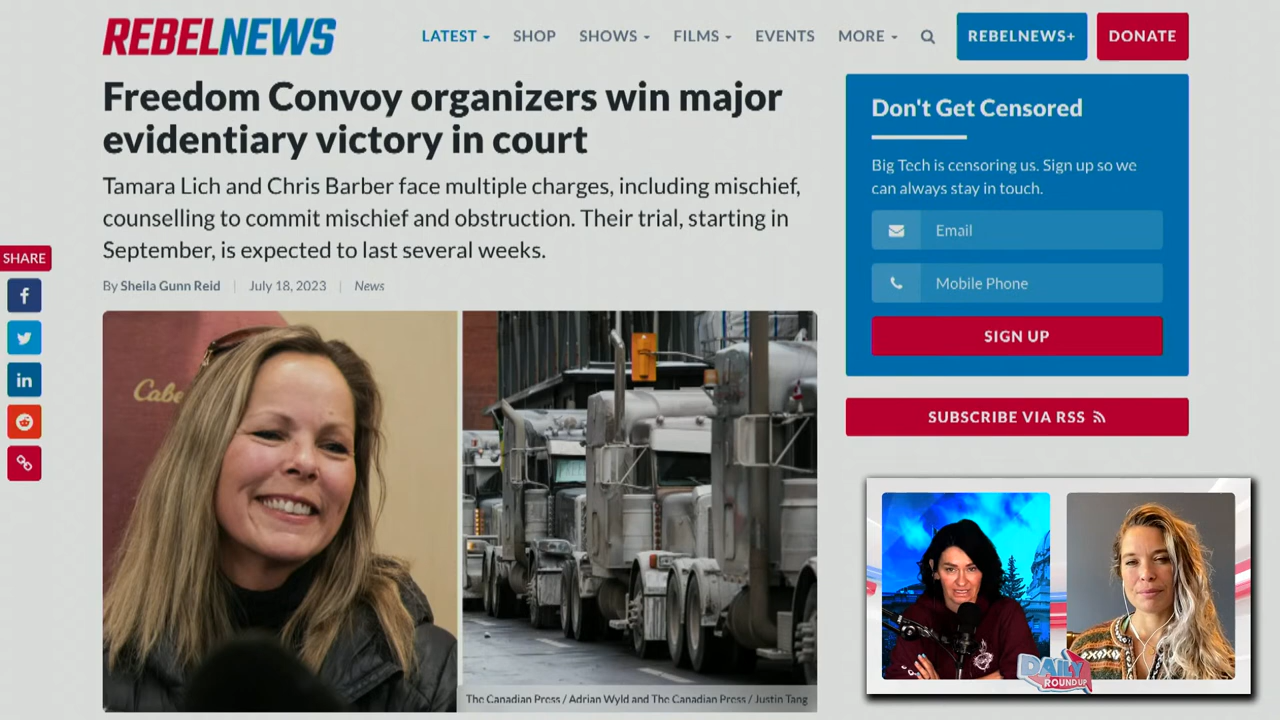 REBELNEWS
LATEST SHOP SHOWS FILMS EVENTS MORE
REBELNEWS+
DONATE
Freedom Convoy organizers win major
evidentiary victory in court
Tamara Lich and Chris Barber face multiple charges, including mischief,
counselling to commit mischief and obstruction. Their trial, starting in
September, is expected to last several weeks.
By Sheila Gunn Reid | July 18, 2023 | News
SHARE
Cabe
The Canadian Press / Adrian Wyld and The Canadian Press / Justin Tang
Don't Get Censored
Big Tech is censoring us. Sign up so we
can always stay in touch.
Email
Mobile Phone
SIGN UP
SUBSCRIBE VIA RSS
DAILY
ROUNDUP